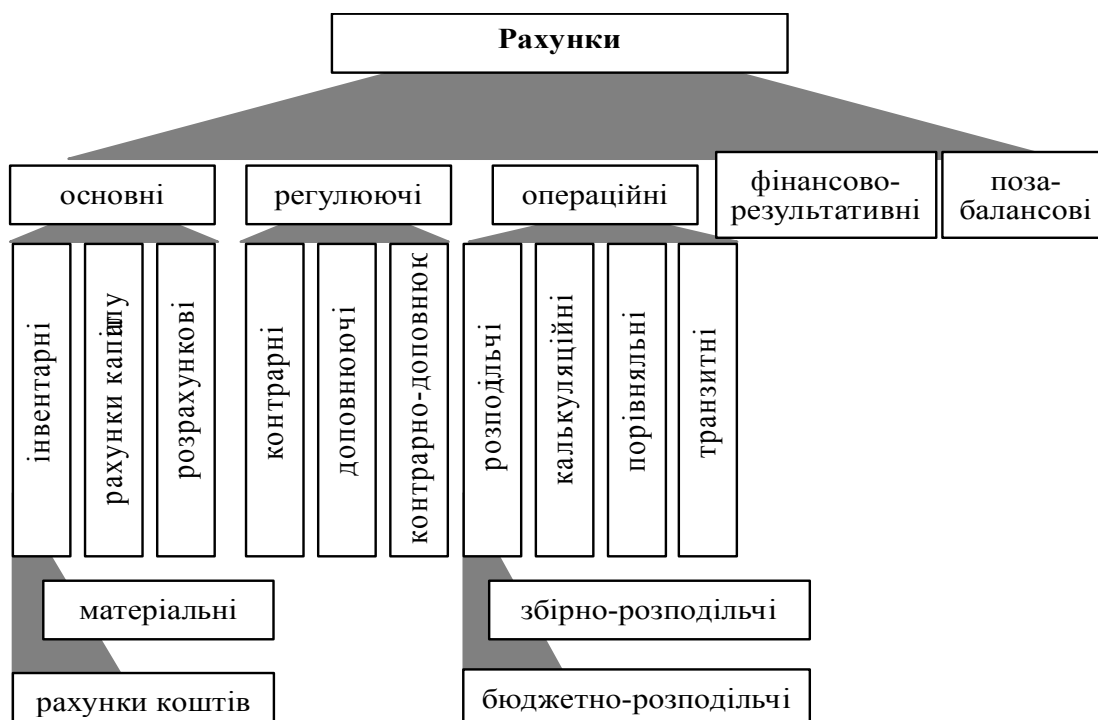 Рахунки
основні
регулюючі
операційні
фінансово-
результативні
поза-
балансові
інвентарні
рахунки капіталу
розрахункові
контрарні
доповнюючі
контрарно-доповнюю
розподільчі
калькуляційні
порівняльні
транзитні
матеріальні
рахунки коштів
збірно-розподільчі
бюджетно-розподільчі